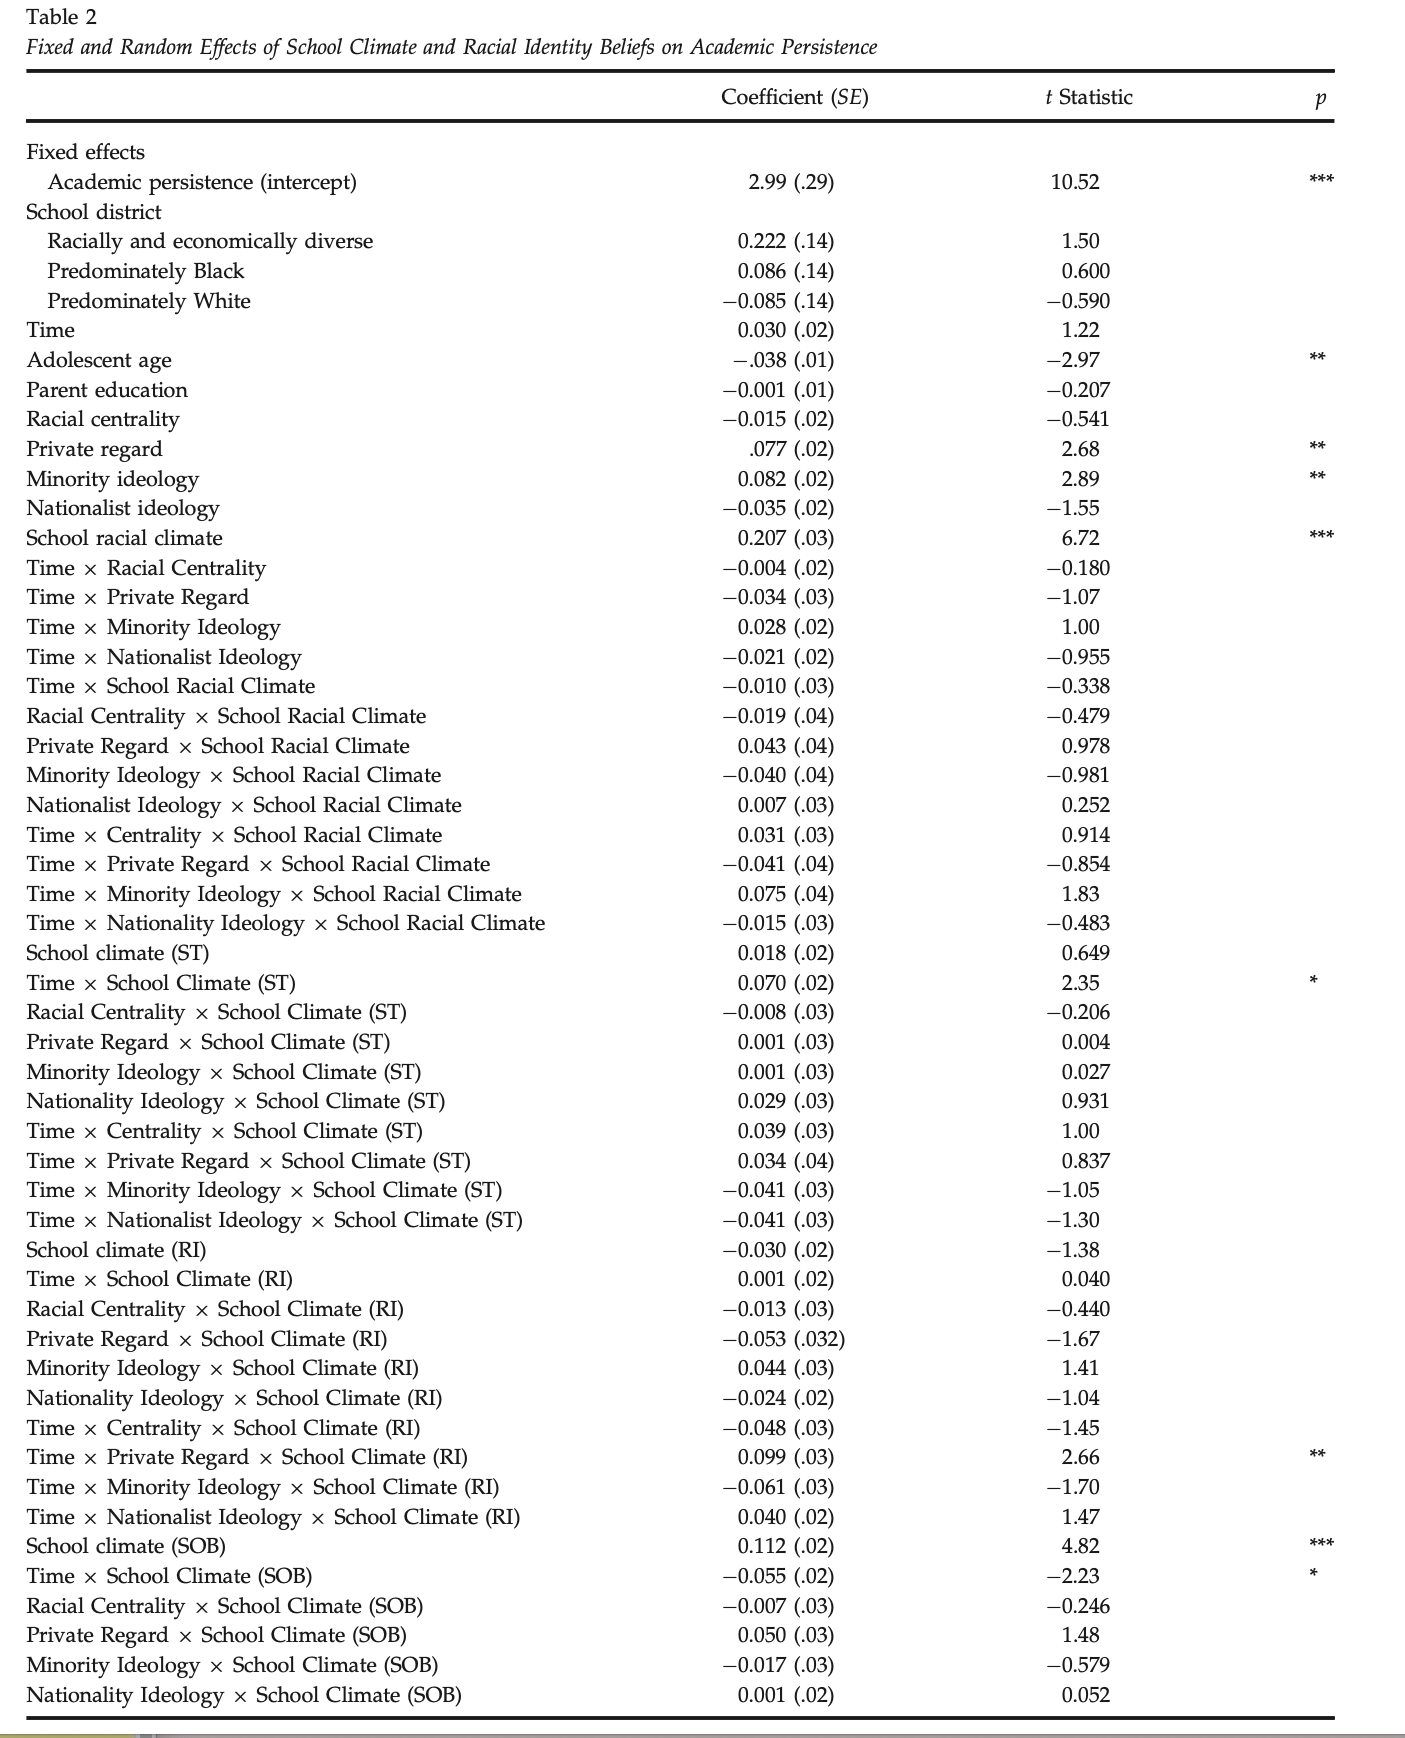 Table 2
Fixed and Random Effects of School Climate and Racial Identity Beliefs on Academic Persistence
Coefficient (SE) t Statistic p
Fixed effects
Academic persistence (intercept) 2.99 (.29) 10.52 ***
School district
Racially and economically diverse 0.222 (.14) 1.50
Predominately Black 0.086 (.14) 0.600
Predominately White −0.085 (.14) −0.590
Time 0.030 (.02) 1.22
Adolescent age −.038 (.01) −2.97 **
Parent education −0.001 (.01) −0.207
Racial centrality −0.015 (.02) −0.541
Private regard .077 (.02) 2.68 **
Minority ideology 0.082 (.02) 2.89 **
Nationalist ideology −0.035 (.02) −1.55
School racial climate 0.207 (.03) 6.72 ***
Time × Racial Centrality −0.004 (.02) −0.180
Time × Private Regard −0.034 (.03) −1.07
Time × Minority Ideology 0.028 (.02) 1.00
Time × Nationalist Ideology −0.021 (.02) −0.955
Time × School Racial Climate −0.010 (.03) −0.338
Racial Centrality × School Racial Climate −0.019 (.04) −0.479
Private Regard × School Racial Climate 0.043 (.04) 0.978
Minority Ideology × School Racial Climate −0.040 (.04) −0.981
Nationalist Ideology × School Racial Climate 0.007 (.03) 0.252
Time × Centrality × School Racial Climate 0.031 (.03) 0.914
Time × Private Regard × School Racial Climate −0.041 (.04) −0.854
Time × Minority Ideology × School Racial Climate 0.075 (.04) 1.83
Time × Nationality Ideology × School Racial Climate −0.015 (.03) −0.483
School climate (ST) 0.018 (.02) 0.649
Time × School Climate (ST) 0.070 (.02) 2.35 *
Racial Centrality × School Climate (ST) −0.008 (.03) −0.206
Private Regard × School Climate (ST) 0.001 (.03) 0.004
Minority Ideology × School Climate (ST) 0.001 (.03) 0.027
Nationality Ideology × School Climate (ST) 0.029 (.03) 0.931
Time × Centrality × School Climate (ST) 0.039 (.03) 1.00
Time × Private Regard × School Climate (ST) 0.034 (.04) 0.837
Time × Minority Ideology × School Climate (ST) −0.041 (.03) −1.05
Time × Nationalist Ideology × School Climate (ST) −0.041 (.03) −1.30
School climate (RI) −0.030 (.02) −1.38
Time × School Climate (RI) 0.001 (.02) 0.040
Racial Centrality × School Climate (RI) −0.013 (.03) −0.440
Private Regard × School Climate (RI) −0.053 (.032) −1.67
Minority Ideology × School Climate (RI) 0.044 (.03) 1.41
Nationality Ideology × School Climate (RI) −0.024 (.02) −1.04
Time × Centrality × School Climate (RI) −0.048 (.03) −1.45
Time × Private Regard × School Climate (RI) 0.099 (.03) 2.66 **
Time × Minority Ideology × School Climate (RI) −0.061 (.03) −1.70
Time × Nationalist Ideology × School Climate (RI) 0.040 (.02) 1.47
School climate (SOB) 0.112 (.02) 4.82 ***
Time × School Climate (SOB) −0.055 (.02) −2.23 *
Racial Centrality × School Climate (SOB) −0.007 (.03) −0.246
Private Regard × School Climate (SOB) 0.050 (.03) 1.48
Minority Ideology × School Climate (SOB) −0.017 (.03) −0.579
Nationality Ideology × School Climate (SOB) 0.001 (.02) 0.052